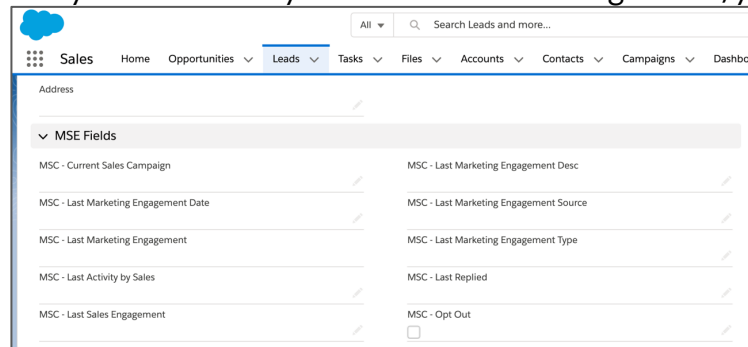 All
Search Leads and more...
Sales Home Opportunities Leads Tasks Files Accounts Contacts Campaigns
Address
MSE Fields
MSC - Current Sales Campaign MSC - Last Marketing Engagement Desc
MSC - Last Marketing Engagement Date MSC - Last Marketing Engagement Source
MSC - Last Marketing Engagement MSC - Last Marketing Engagement Type
MSC - Last Activity by Sales MSC - Last Replied
MSC - Last Sales Engagement MSC - Opt Out